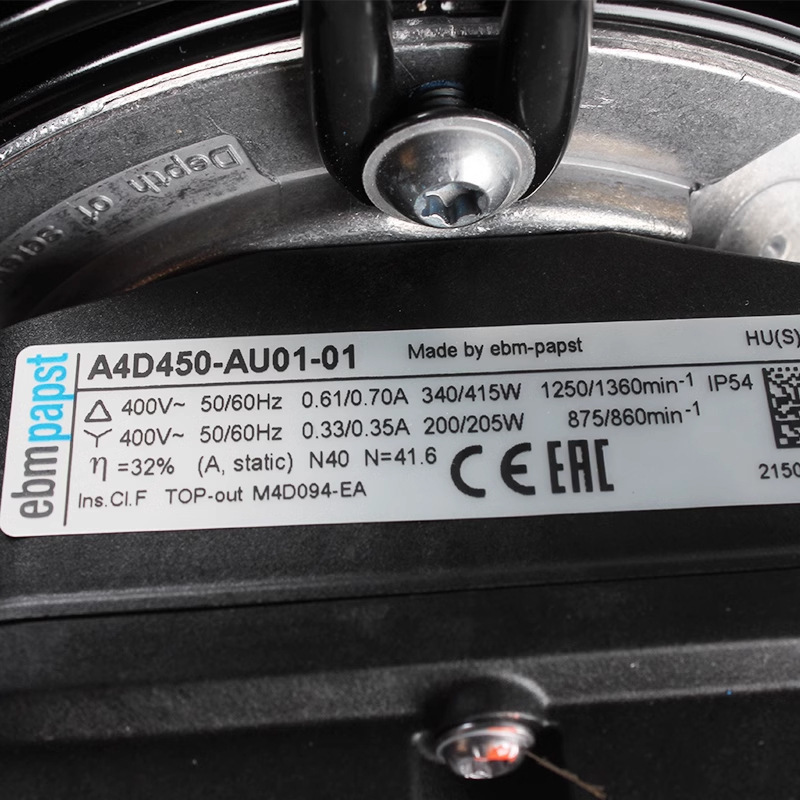 Depth of
ebmpapst
A4D450-AU01-01 Made by ebm-papst HU(S)
△ 400V~ 50/60Hz 0.61/0.70A 340/415W 1250/1360min-1 IP54
Y 400V~ 50/60Hz 0.33/0.35A 200/205W 875/860min-1
η =32% (A, static) N40 N=41.6 CE EAC
Ins.Cl.F TOP-out M4D094-EA 2150